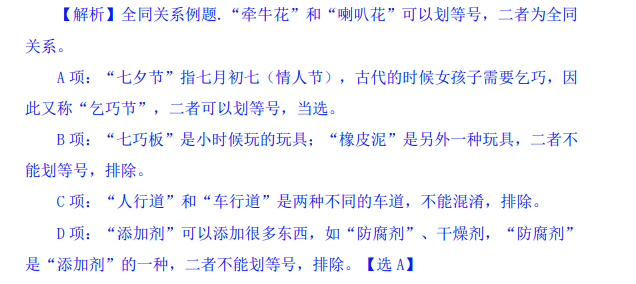 【解析】全同关系例题.“牵牛花”和“喇叭花”可以划等号，二者为全同
关系。
A 项：“七夕节”指七月初七（情人节），古代的时候女孩子需要乞巧，因
此又称“乞巧节”，二者可以划等号，当选。
B 项：“七巧板”是小时候玩的玩具；“橡皮泥”是另外一种玩具，二者不
能划等号，排除。
C 项：“人行道”和“车行道”是两种不同的车道，不能混淆，排除。
D 项：“添加剂”可以添加很多东西，如“防腐剂”、干燥剂，“防腐剂”
是“添加剂”的一种，二者不能划等号，排除。【选 A】